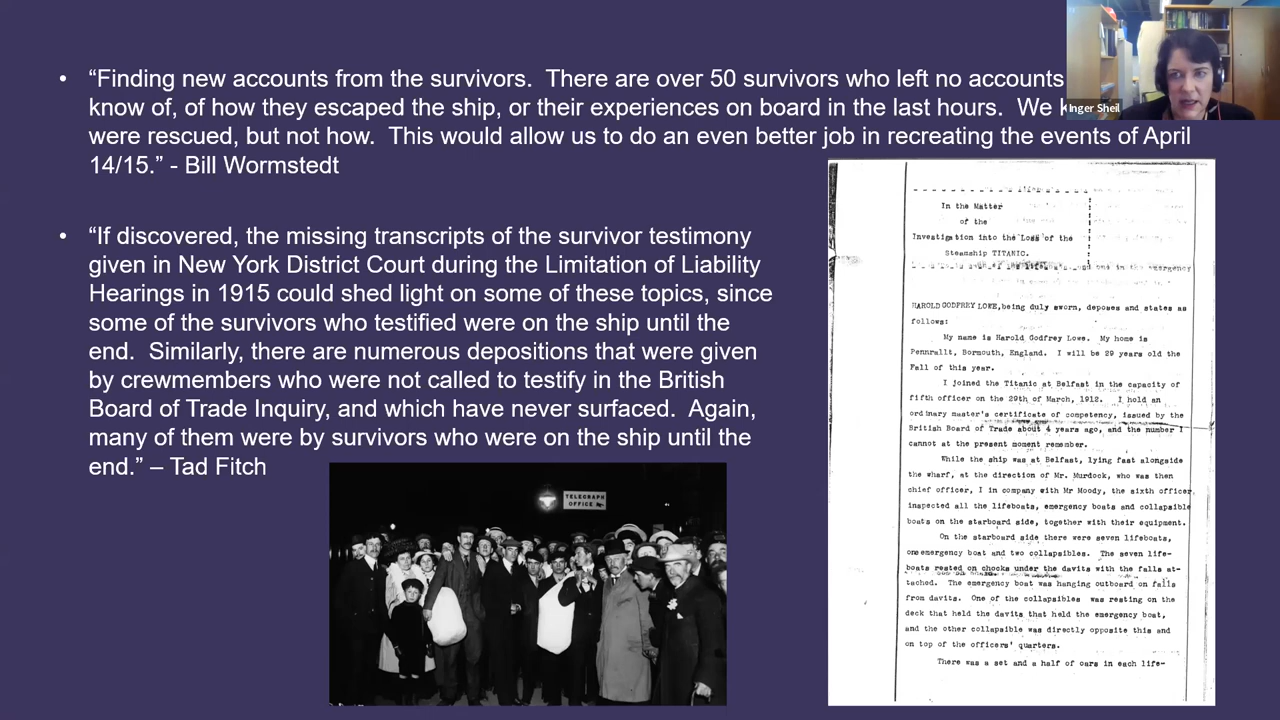 • “Finding new accounts from the survivors.  There are over 50 survivors who left no accounts
know of, of how they escaped the ship, or their experiences on board in the last hours.  We
were rescued, but not how.  This would allow us to do an even better job in recreating the events of April
14/15.” - Bill Wormstedt
Inger Sheil
• “If discovered, the missing transcripts of the survivor testimony
given in New York District Court during the Limitation of Liability
Hearings in 1915 could shed light on some of these topics, since
some of the survivors who testified were on the ship until the
end.  Similarly, there are numerous depositions that were given
by crewmembers who were not called to testify in the British
Board of Trade Inquiry, and which have never surfaced.  Again,
many of them were by survivors who were on the ship until the
end.” – Tad Fitch
TELEGRAPH
OFFICE
In the Matter
of the
Investigation into the Loss of the
Steamship TITANIC.
and one in the emergency
HAROLD GODFREY LOWE, being duly sworn, deposes and states as
follows:
My name is Harold Godfrey Lowe.  My home is
Pennrallt, Bormouth, England.  I will be 29 years old the
Fall of this year.
I joined the Titanic at Belfast in the capacity of
fifth officer on the 29th of March, 1912.  I hold an
ordinary master's certificate of competency, issued by the
British Board of Trade about 4 years ago, and the number I
cannot at the present moment remember.
While the ship was at Belfast, lying fast alongside
the wharf, at the direction of Mr. Murdock, who was then
chief officer, I in company with Mr Moody, the sixth officer,
inspected all the lifeboats, emergency boats and collapsible
boats on the starboard side, together with their equipment.
On the starboard side there were seven lifeboats,
one emergency boat and two collapsibles.  The seven life-
boats rested on chocks under the davits with the falls at-
tached.  The emergency boat was hanging outboard on falls
from davits.  One of the collapsibles was resting on the
deck that held the davits that held the emergency boat,
and the other collapsible was directly opposite this and
on top of the officers' quarters.
There was a set and a half of oars in each life-